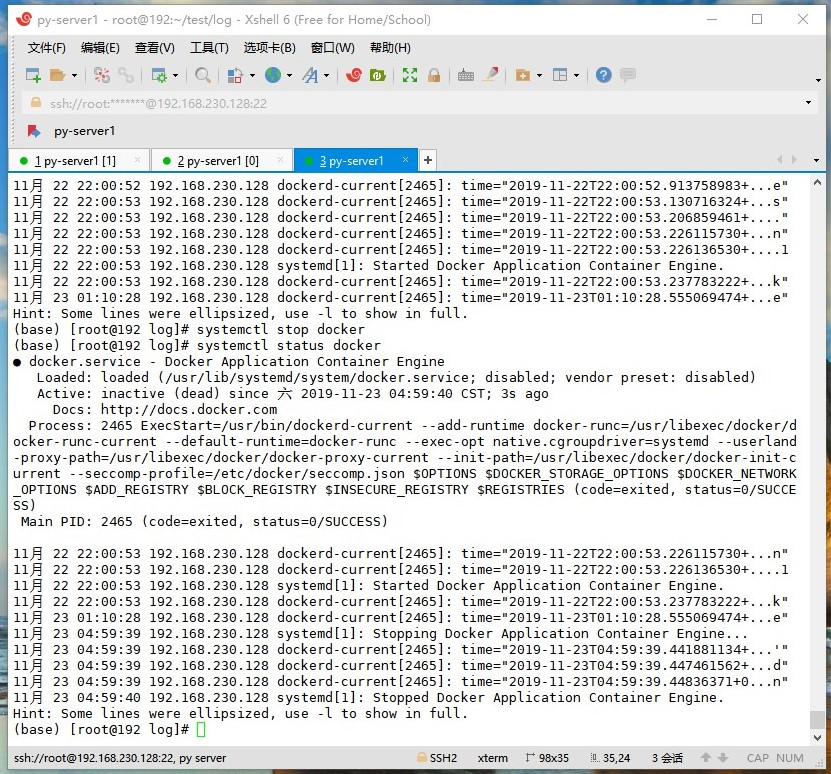 py-server1 - root@192:~/test/log - Xshell 6 (Free for Home/School)
文件(F) 编辑(E) 查看(V) 工具(T) 选项卡(B) 窗口(W) 帮助(H)
ssh://root:*******@192.168.230.128:22
py-server1
1 py-server1 [1] × 2 py-server1 [0] × 3 py-server1 × +
11月 22 22:00:52 192.168.230.128 dockerd-current[2465]: time="2019-11-22T22:00:52.913758983+...e"
11月 22 22:00:53 192.168.230.128 dockerd-current[2465]: time="2019-11-22T22:00:53.130716324+...s"
11月 22 22:00:53 192.168.230.128 dockerd-current[2465]: time="2019-11-22T22:00:53.206859461+...."
11月 22 22:00:53 192.168.230.128 dockerd-current[2465]: time="2019-11-22T22:00:53.226115730+...n"
11月 22 22:00:53 192.168.230.128 dockerd-current[2465]: time="2019-11-22T22:00:53.226136530+....1
11月 22 22:00:53 192.168.230.128 systemd[1]: Started Docker Application Container Engine.
11月 22 22:00:53 192.168.230.128 dockerd-current[2465]: time="2019-11-22T22:00:53.237783222+...k"
11月 23 01:10:28 192.168.230.128 dockerd-current[2465]: time="2019-11-23T01:10:28.555069474+...e"
Hint: Some lines were ellipsized, use -l to show in full.
(base) [root@192 log]# systemctl stop docker
(base) [root@192 log]# systemctl status docker
● docker.service - Docker Application Container Engine
Loaded: loaded (/usr/lib/systemd/system/docker.service; disabled; vendor preset: disabled)
Active: inactive (dead) since 六 2019-11-23 04:59:40 CST; 3s ago
Docs: http://docs.docker.com
Process: 2465 ExecStart=/usr/bin/dockerd-current --add-runtime docker-runc=/usr/libexec/docker/d
ocker-runc-current --default-runtime=docker-runc --exec-opt native.cgroupdriver=systemd --userland
-proxy-path=/usr/libexec/docker/docker-proxy-current --init-path=/usr/libexec/docker/docker-init-c
urrent --seccomp-profile=/etc/docker/seccomp.json $OPTIONS $DOCKER_STORAGE_OPTIONS $DOCKER_NETWORK
_OPTIONS $ADD_REGISTRY $BLOCK_REGISTRY $INSECURE_REGISTRY $REGISTRIES (code=exited, status=0/SUCCE
SS)
Main PID: 2465 (code=exited, status=0/SUCCESS)
11月 22 22:00:53 192.168.230.128 dockerd-current[2465]: time="2019-11-22T22:00:53.226115730+...n"
11月 22 22:00:53 192.168.230.128 dockerd-current[2465]: time="2019-11-22T22:00:53.226136530+....1
11月 22 22:00:53 192.168.230.128 systemd[1]: Started Docker Application Container Engine.
11月 22 22:00:53 192.168.230.128 dockerd-current[2465]: time="2019-11-22T22:00:53.237783222+...k"
11月 23 01:10:28 192.168.230.128 dockerd-current[2465]: time="2019-11-23T01:10:28.555069474+...e"
11月 23 04:59:39 192.168.230.128 systemd[1]: Stopping Docker Application Container Engine...
11月 23 04:59:39 192.168.230.128 dockerd-current[2465]: time="2019-11-23T04:59:39.441881134+...'"
11月 23 04:59:39 192.168.230.128 dockerd-current[2465]: time="2019-11-23T04:59:39.447461562+...d"
11月 23 04:59:39 192.168.230.128 dockerd-current[2465]: time="2019-11-23T04:59:39.44836371+0...n"
11月 23 04:59:40 192.168.230.128 systemd[1]: Stopped Docker Application Container Engine.
Hint: Some lines were ellipsized, use -l to show in full.
(base) [root@192 log]#
ssh://root@192.168.230.128:22, py server SSH2 xterm 98x35 35,24 3 会话 CAP NUM